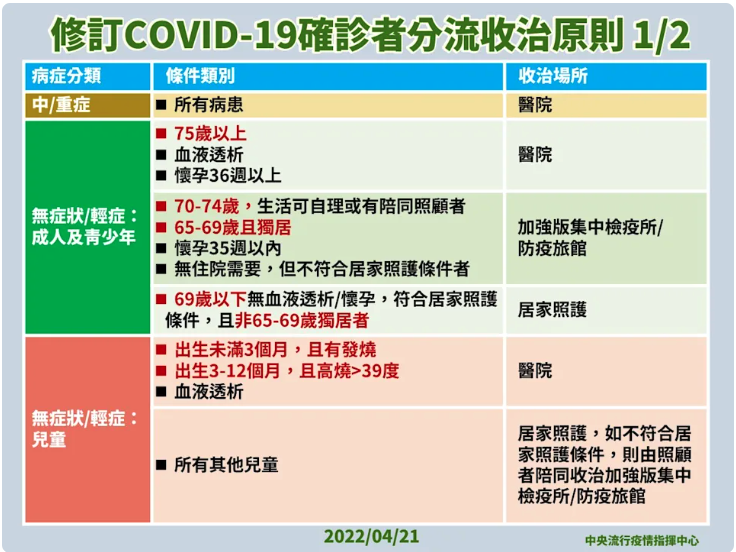 修訂COVID-19確診者分流收治原則 1/2
病症分類
條件類別
收治場所
中/重症
■ 所有病患
醫院
無症狀/輕症：
成人及青少年
■ 75歲以上
■ 血液透析
■ 懷孕36週以上
醫院
■ 70-74歲，生活可自理或有陪同照顧者
■ 65-69歲且獨居
■ 懷孕35週以內
■ 無住院需要，但不符合居家照護條件者
加強版集中檢疫所/
防疫旅館
■ 69歲以下無血液透析/懷孕，符合居家照護
條件，且非65-69歲獨居者
居家照護
無症狀/輕症：
兒童
■ 出生未滿3個月，且有發燒
■ 出生3-12個月，且高燒>39度
■ 血液透析
醫院
■ 所有其他兒童
居家照護，如不符合居
家照護條件，則由照顧
者陪同收治加強版集中
檢疫所/防疫旅館
2022/04/21
中央流行疫情指揮中心